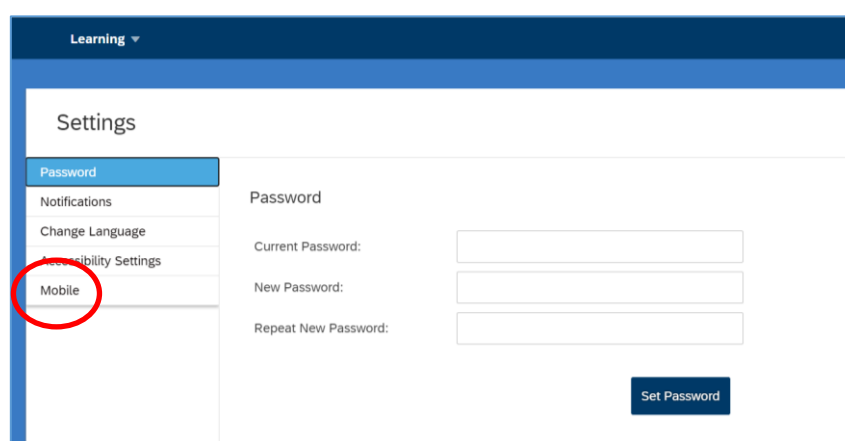 Learning
Settings
Password
Notifications
Change Language
Accessibility Settings
Mobile
Password
Current Password:
New Password:
Repeat New Password:
Set Password